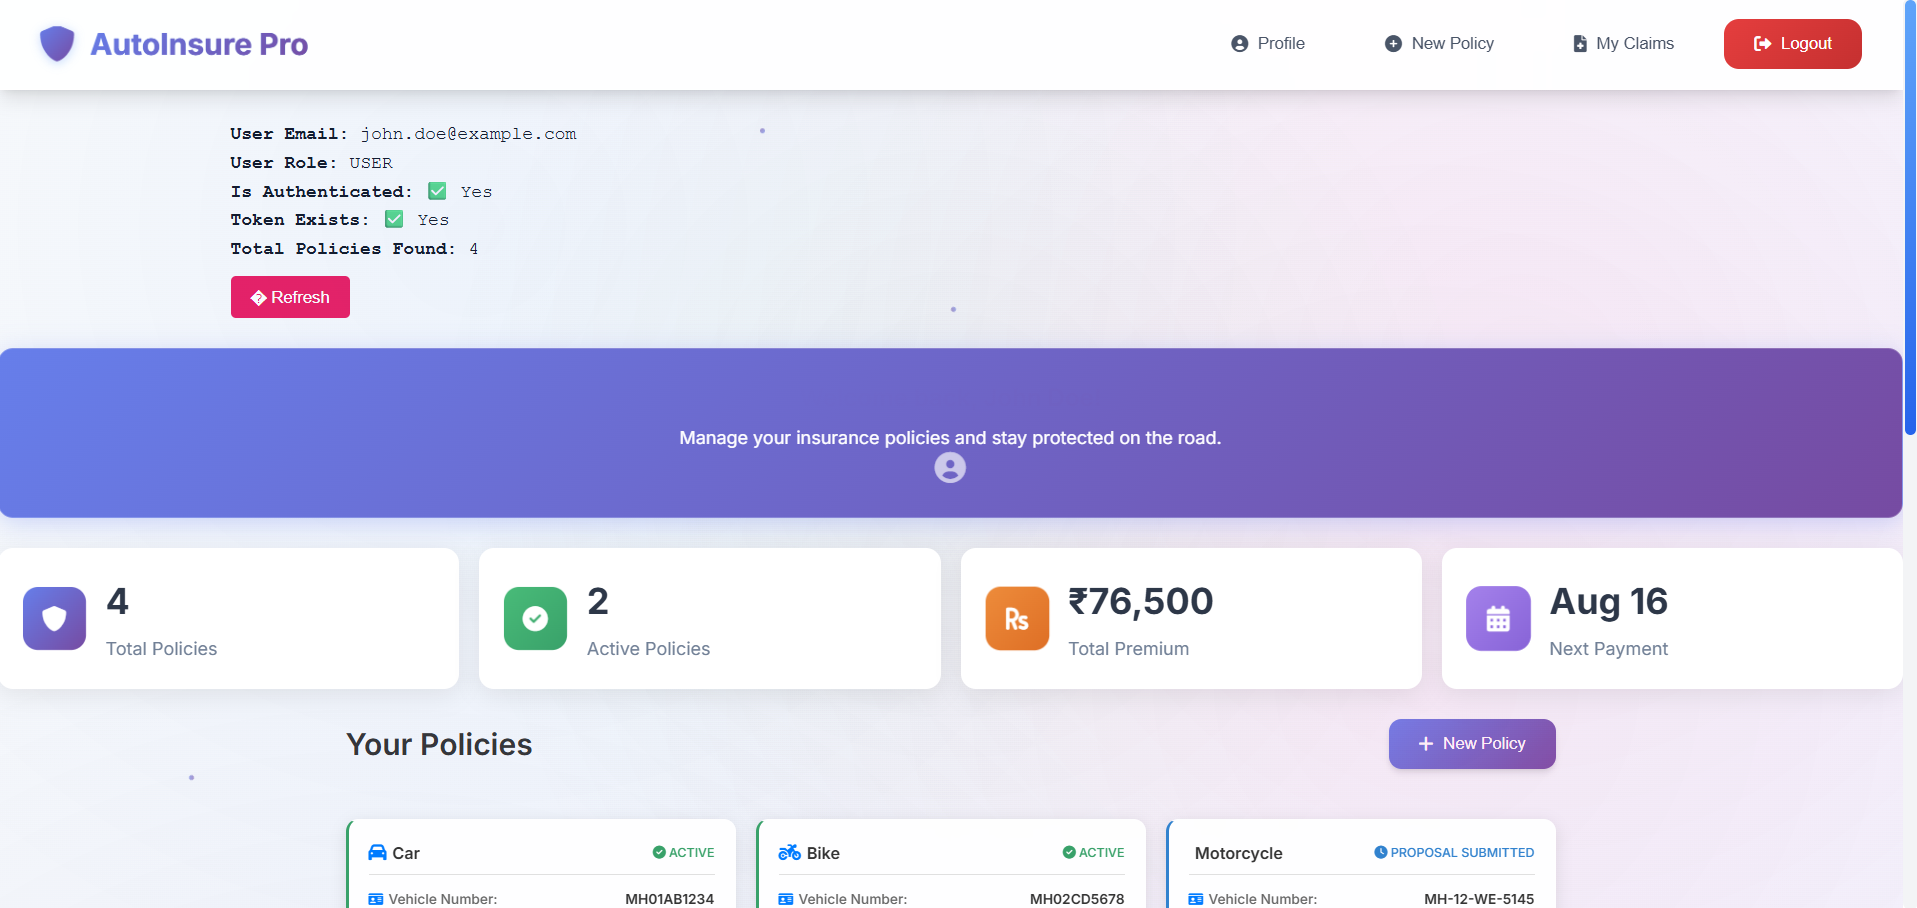 AutoInsure Pro
Profile
New Policy
My Claims
Logout
User Email: john.doe@example.com
User Role: USER
Is Authenticated: ✅ Yes
Token Exists: ✅ Yes
Total Policies Found: 4
� Refresh
Manage your insurance policies and stay protected on the road.
4
Total Policies
2
Active Policies
Rs
₹76,500
Total Premium
Aug 16
Next Payment
Your Policies
+ New Policy
Car ACTIVE
Vehicle Number: MH01AB1234
Bike ACTIVE
Vehicle Number: MH02CD5678
Motorcycle PROPOSAL SUBMITTED
Vehicle Number: MH-12-WE-5145